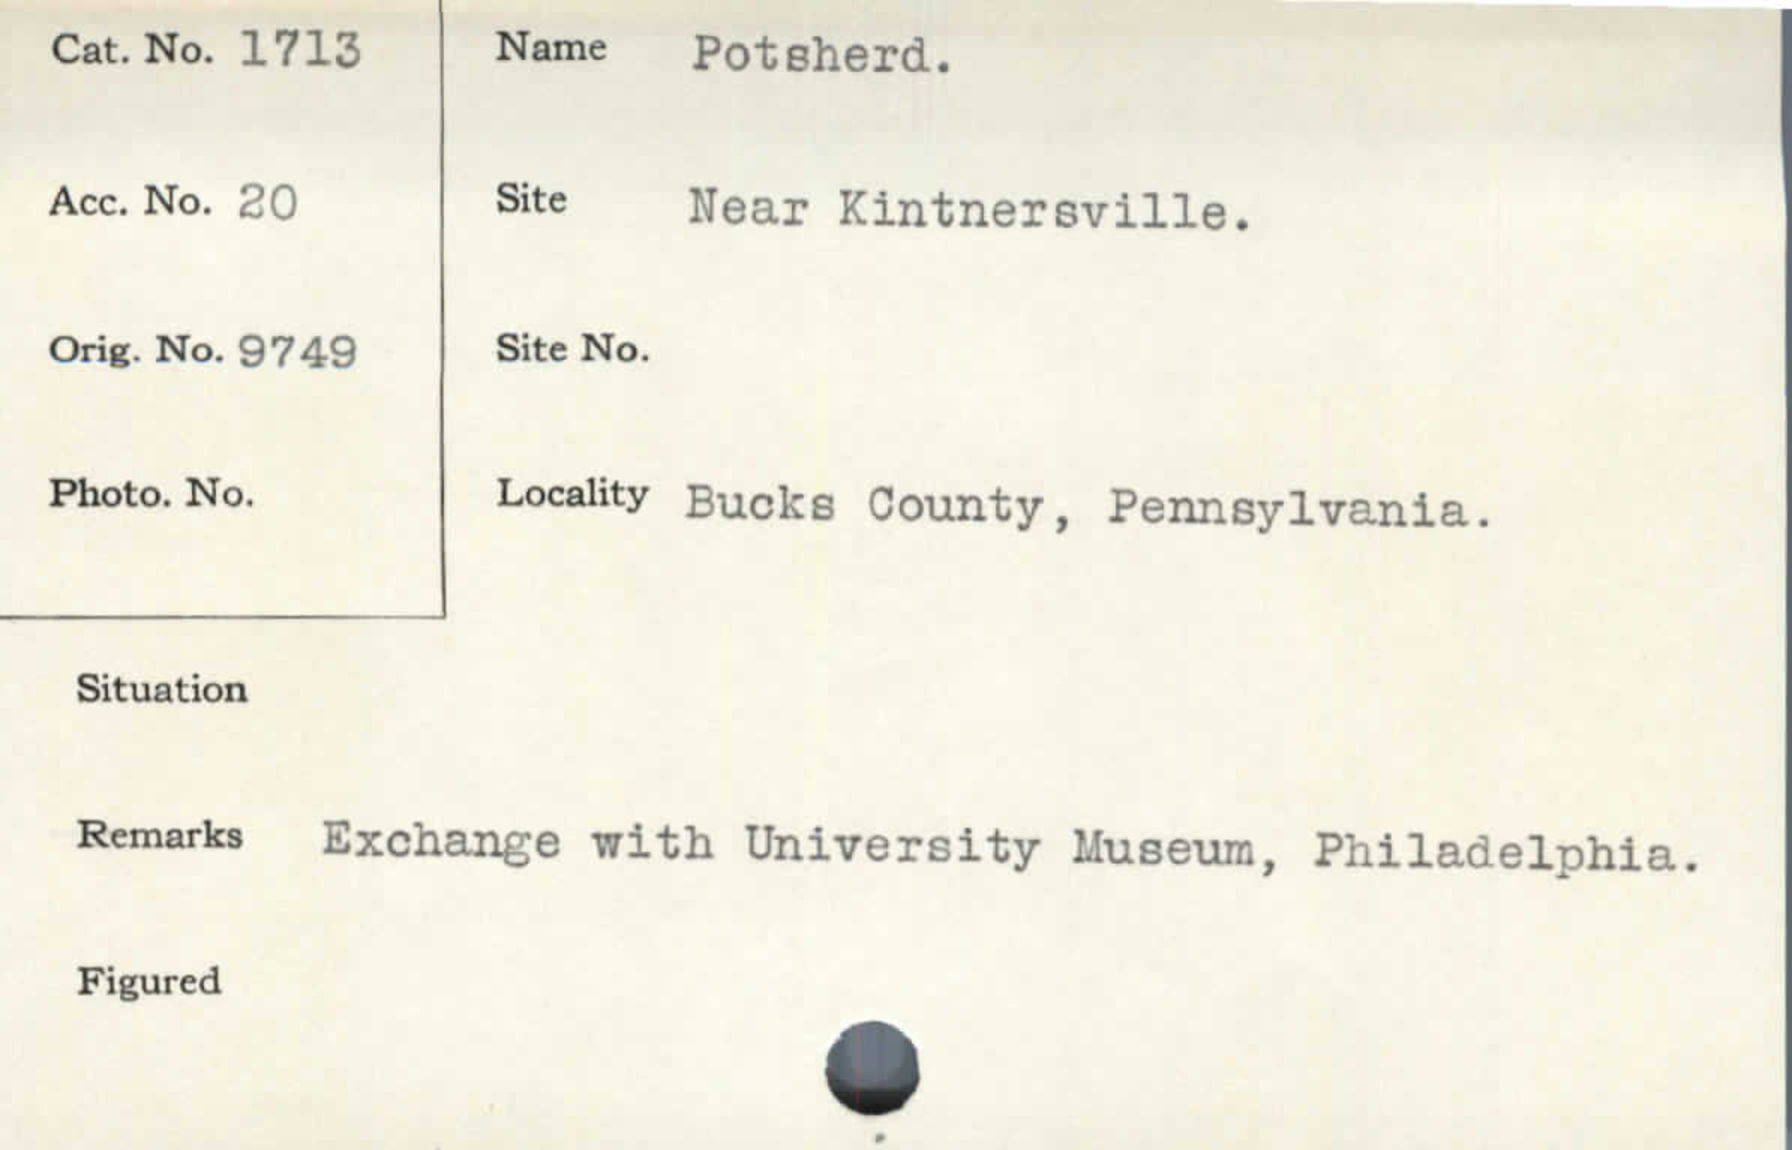 Cat. No. 1713
Name Potsherd.
Acc. No. 20
Site Near Kintnersville.
Orig. No. 9749
Site No.
Photo. No.
Locality Bucks County, Pennsylvania.
Situation
Remarks Exchange with University Museum, Philadelphia.
Figured